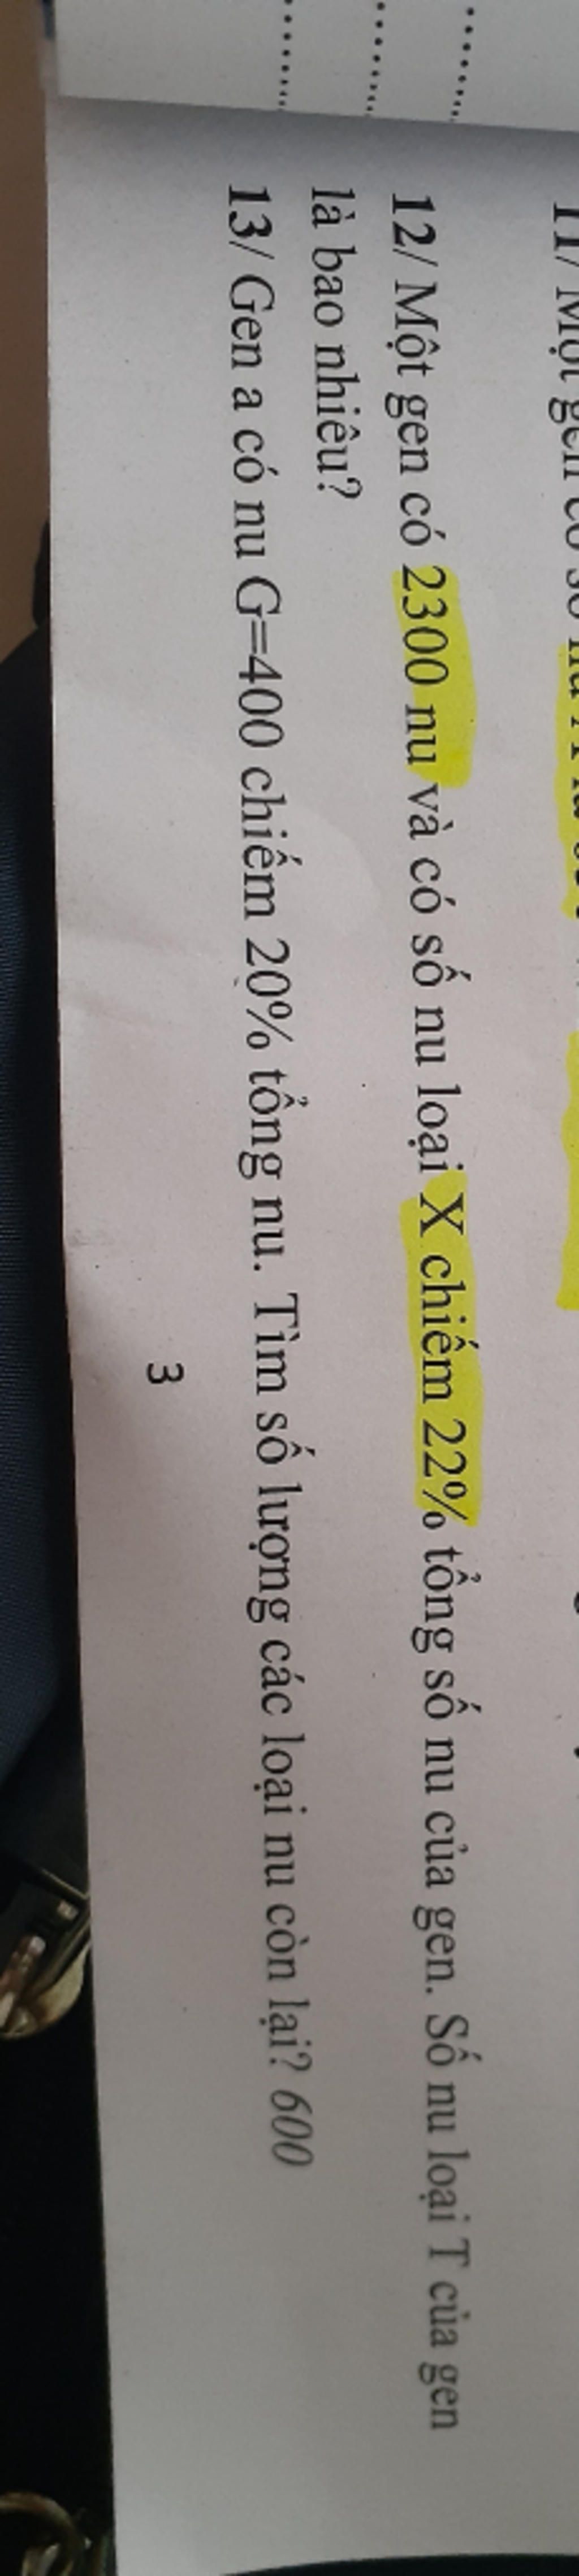 12/ Một gen có 2300 nu và có số nu loại X chiếm 22% tổng số nu của gen. Số nu loại T của gen
là bao nhiêu?
13/ Gen a có nu G=400 chiếm 20% tổng nu. Tìm số lượng các loại nu còn lại? 600
3